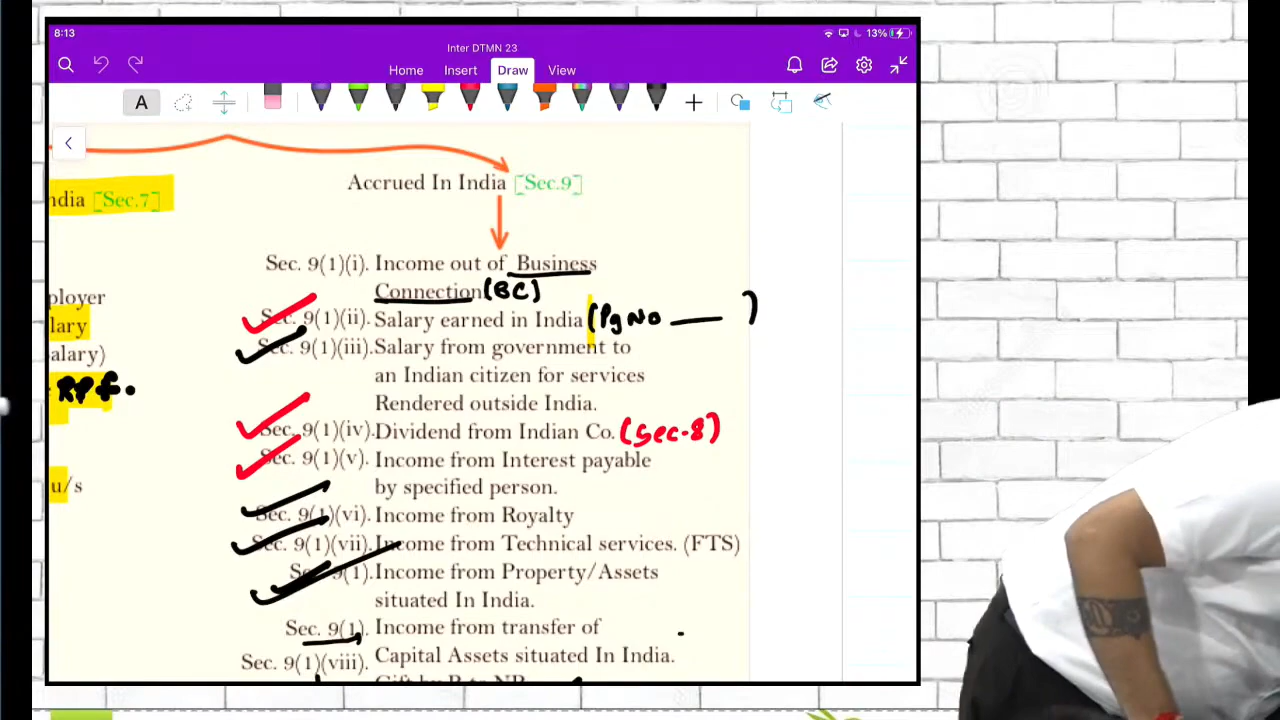 8:13
13%
Inter DTMN 23
Home Insert Draw View
A
Accrued In India [Sec.9]
ndia [Sec.7]
Sec. 9(1)(i). Income out of Business
Connection (BC)
ployer
Sec. 9(1)(ii). Salary earned in India (Pg No ___ )
lary
Sec. 9(1)(iii). Salary from government to
alary)
an Indian citizen for services
RPF.
Rendered outside India.
Sec. 9(1)(iv). Dividend from Indian Co. (Sec-8)
Sec. 9(1)(v). Income from Interest payable
u/s
by specified person.
Sec. 9(1)(vi). Income from Royalty
Sec. 9(1)(vii). Income from Technical services. (FTS)
Sec. 9(1). Income from Property/Assets
situated In India.
Sec. 9(1). Income from transfer of
Sec. 9(1)(viii). Capital Assets situated In India.
Gift by R to NR